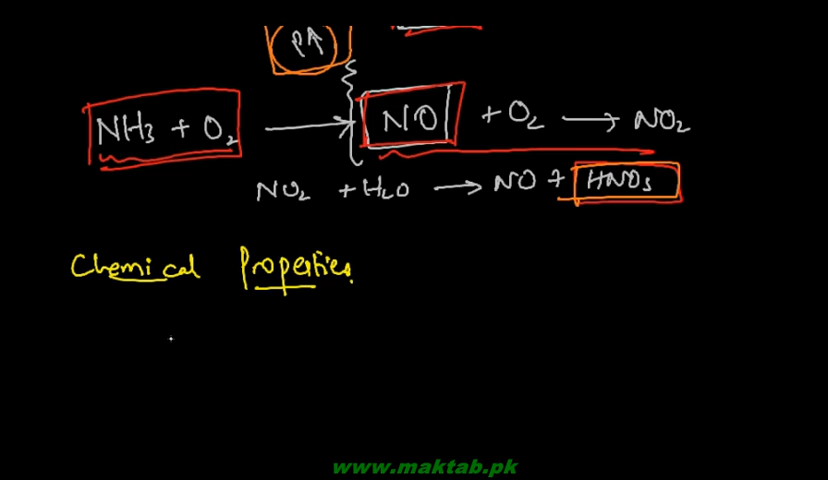 P↑
NH3 + O2 → NO + O2 → NO2
NO2 + H2O → NO + HNO3
Chemical Properties
www.maktab.pk